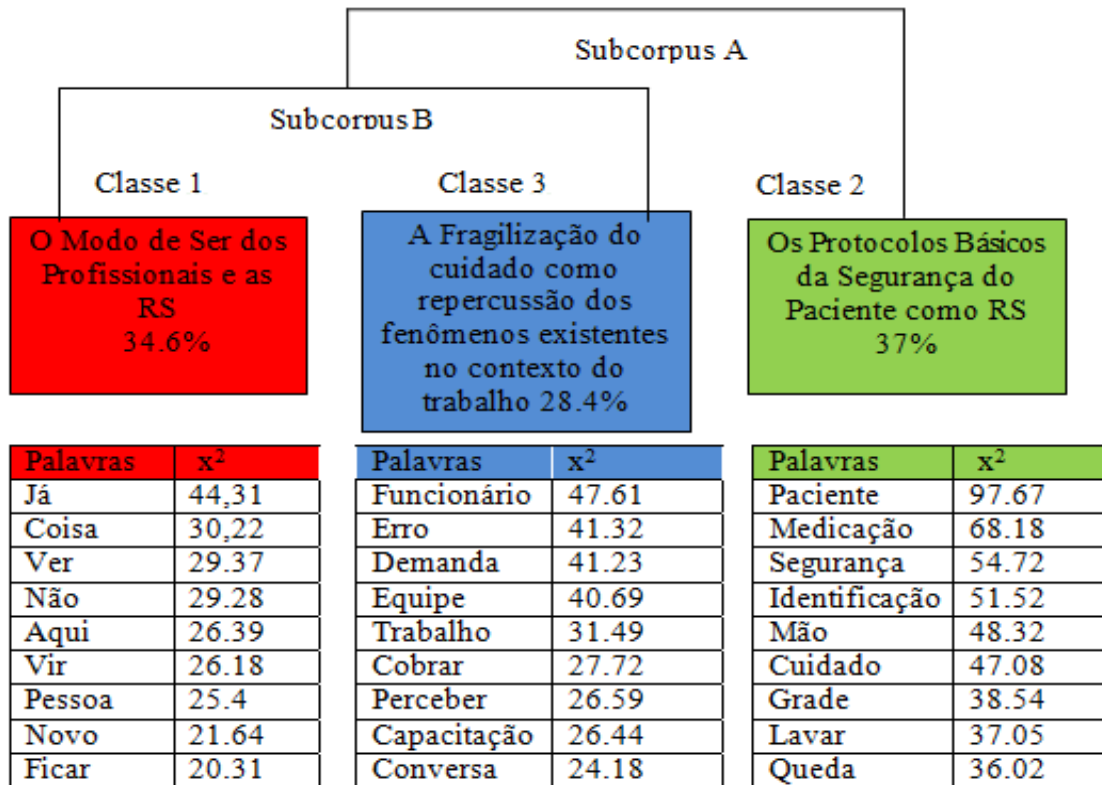 Subcorpus A
Subcorpus B
Classe 1
Classe 3
Classe 2
O Modo de Ser dos
Profissionais e as
RS
34.6%
A Fragilização do
cuidado como
repercussão dos
fenômenos existentes
no contexto do
trabalho 28.4%
Os Protocolos Básicos
da Segurança do
Paciente como RS
37%
Palavras x²
Já 44,31
Coisa 30,22
Ver 29.37
Não 29.28
Aqui 26.39
Vir 26.18
Pessoa 25.4
Novo 21.64
Ficar 20.31
Palavras x²
Funcionário 47.61
Erro 41.32
Demanda 41.23
Equipe 40.69
Trabalho 31.49
Cobrar 27.72
Perceber 26.59
Capacitação 26.44
Conversa 24.18
Palavras x²
Paciente 97.67
Medicação 68.18
Segurança 54.72
Identificação 51.52
Mão 48.32
Cuidado 47.08
Grade 38.54
Lavar 37.05
Queda 36.02